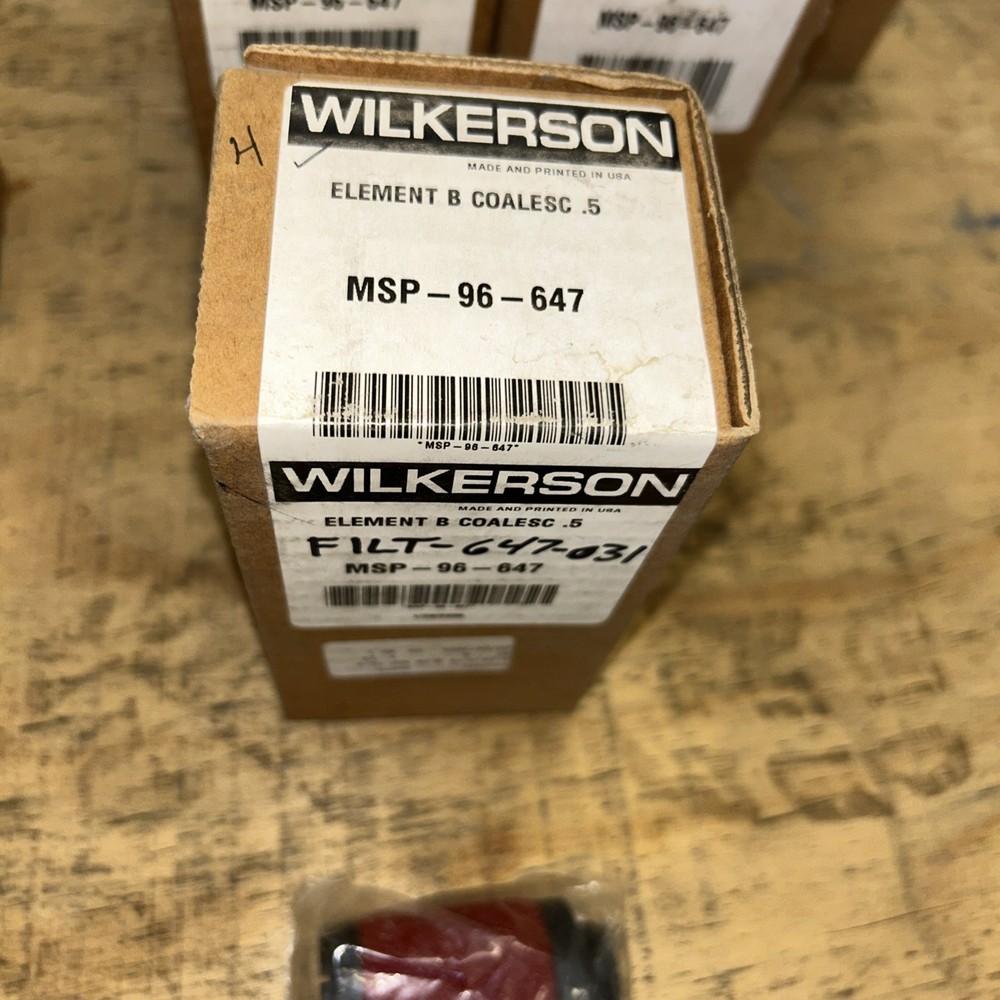 MSP-96-647
MSP-96-647
WILKERSON
H
MADE AND PRINTED IN USA
ELEMENT B COALESC .5
MSP-96-647
*MSP-96-647*
WILKERSON
MADE AND PRINTED IN USA
ELEMENT B COALESC .5
FILT-647-031
MSP-96-647